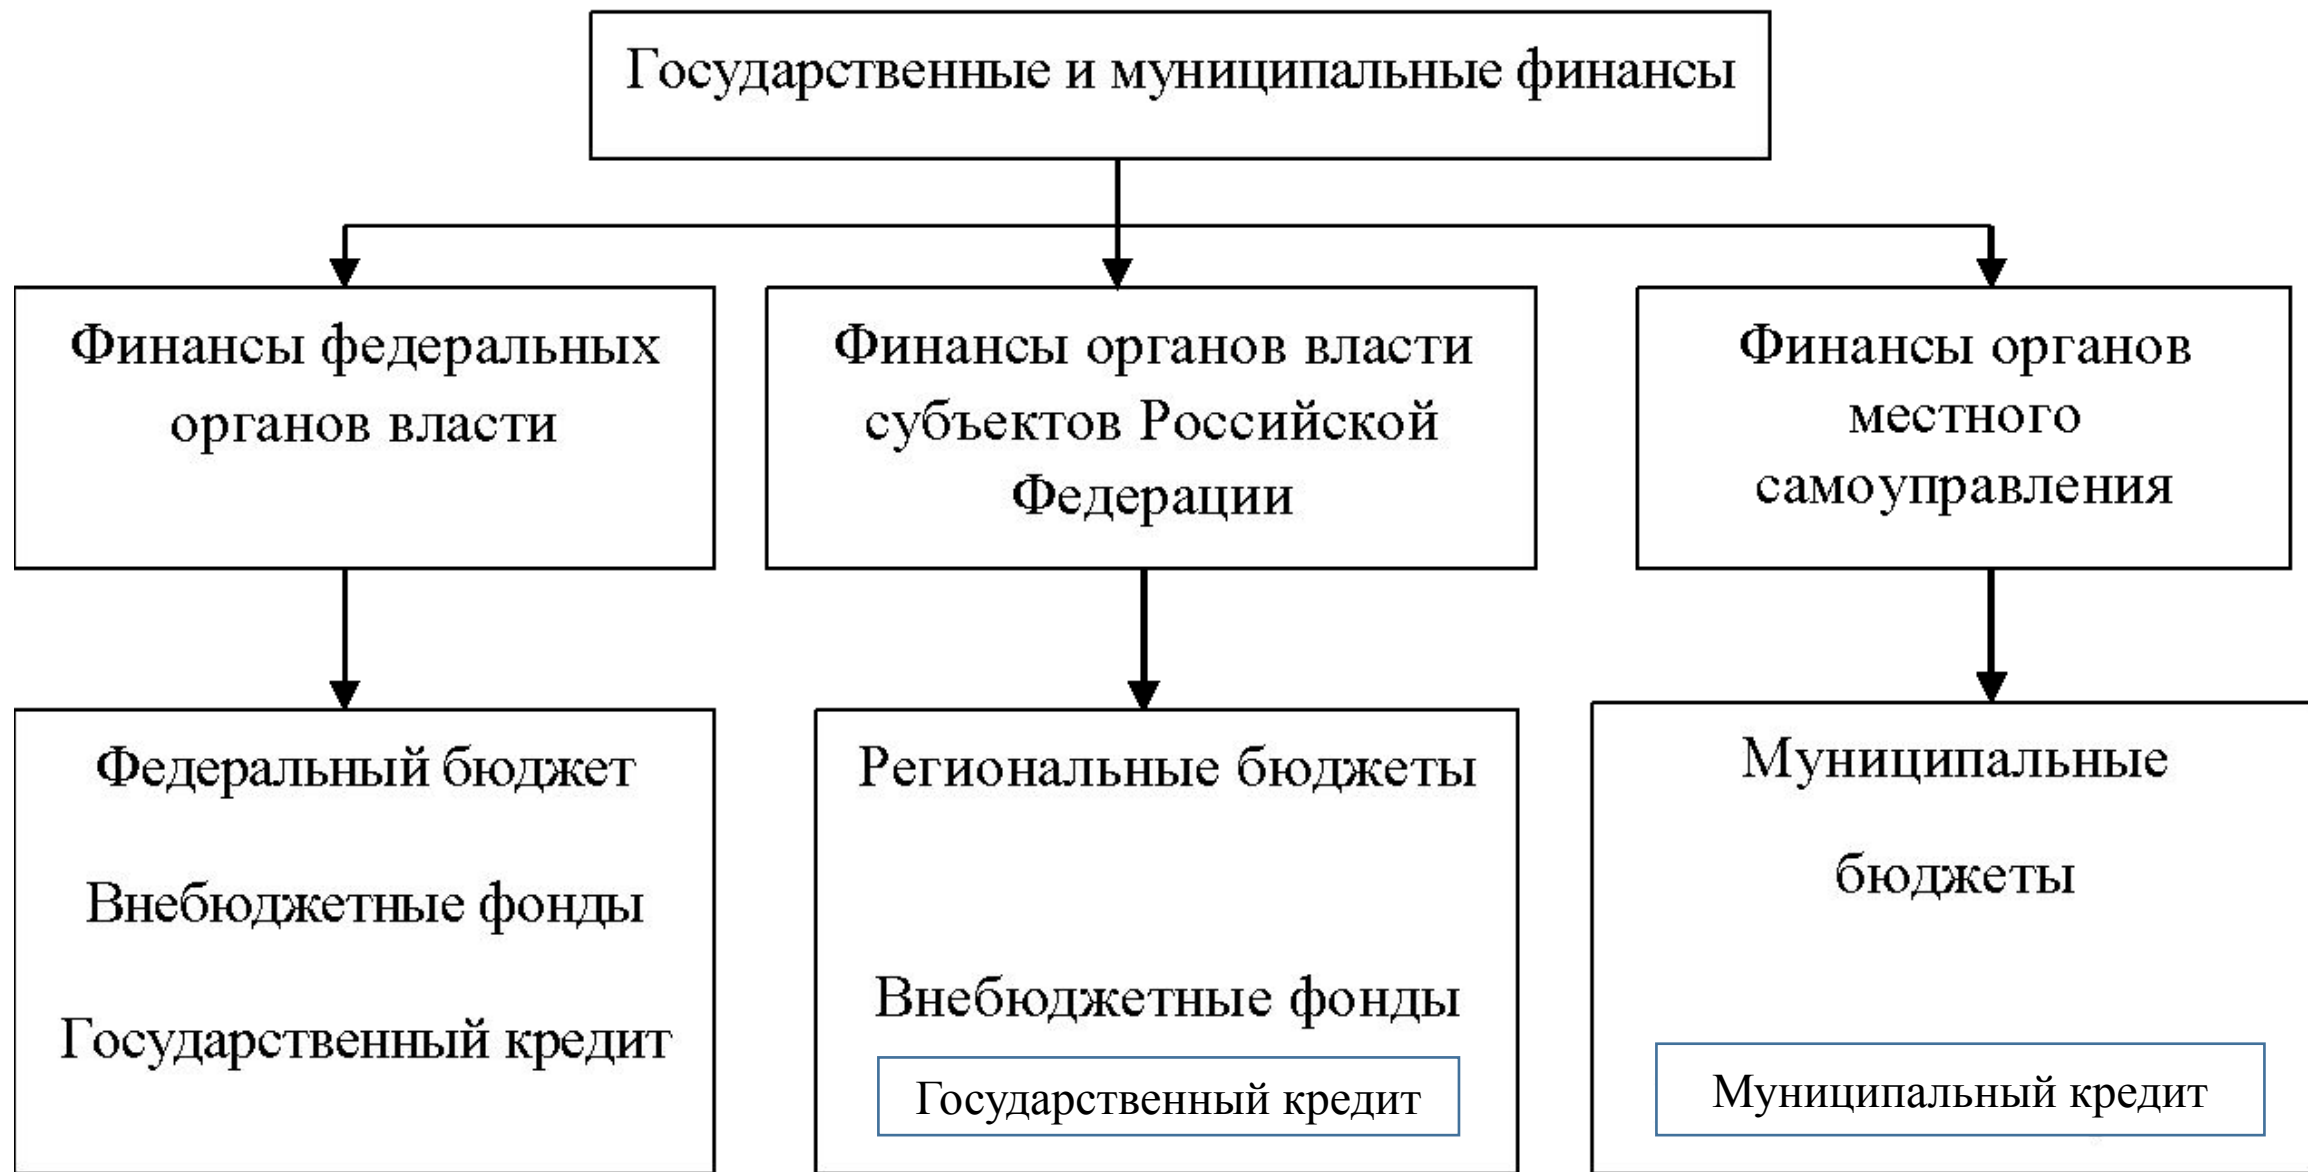 Государственные и муниципальные финансы
Финансы федеральных
органов власти
Финансы органов власти
субъектов Российской
Федерации
Финансы органов
местного
самоуправления
Федеральный бюджет
Внебюджетные фонды
Государственный кредит
Региональные бюджеты
Внебюджетные фонды
Государственный кредит
Муниципальные
бюджеты
Муниципальный кредит